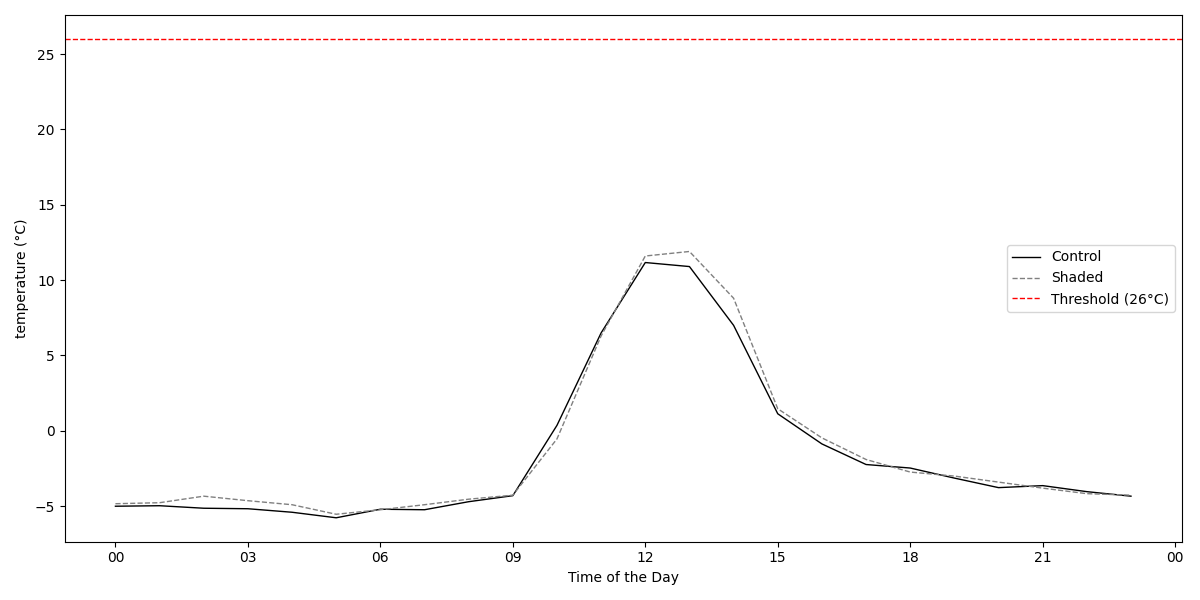 25
20
15
10
5
0
−5
temperature (°C)
Control
Shaded
Threshold (26°C)
00 03 06 09 12 15 18 21 00
Time of the Day